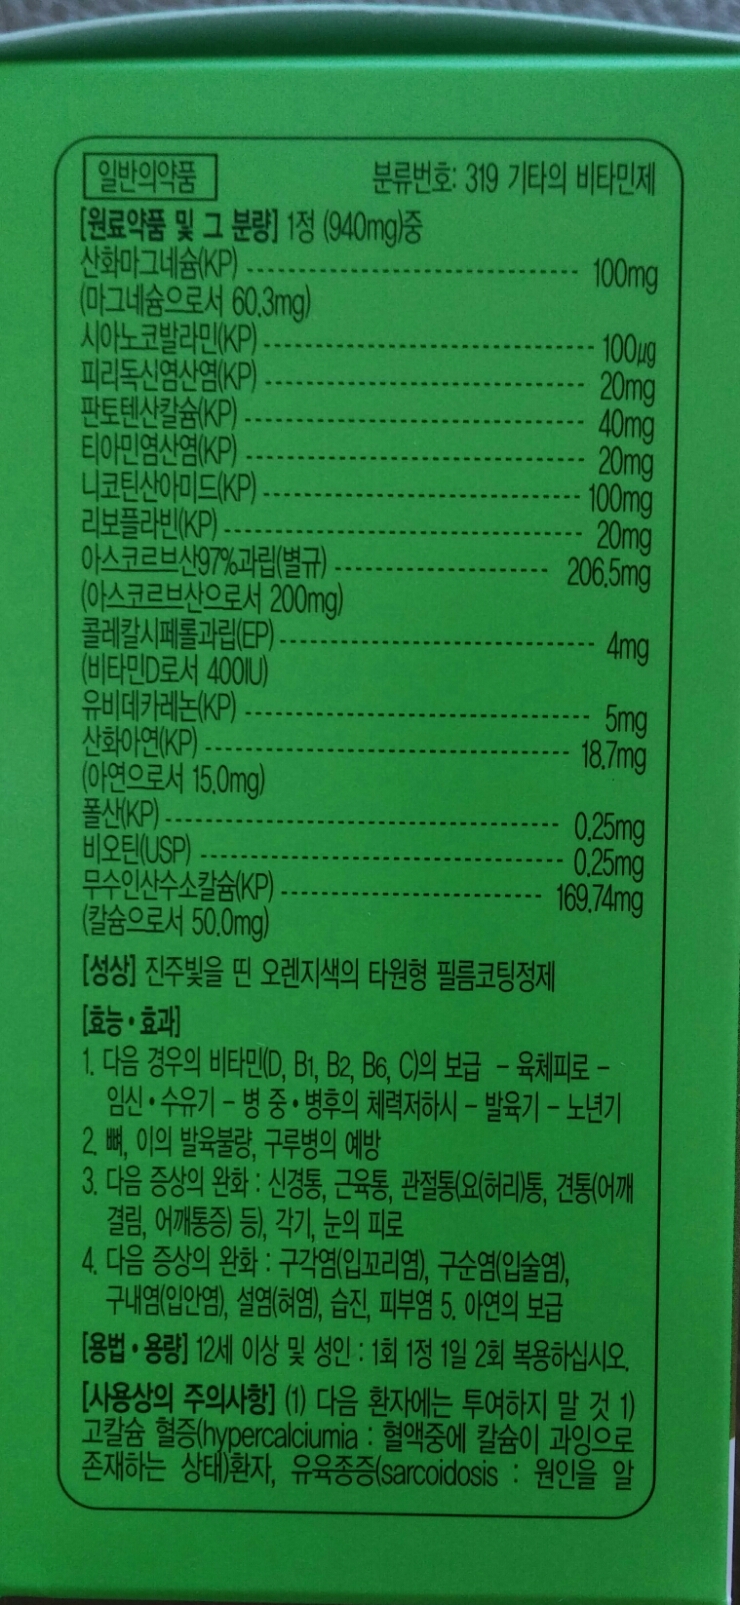 일반의약품 분류번호: 319 기타의 비타민제
[원료약품 및 그 분량] 1정 (940mg)중
산화마그네슘(KP) 100mg
(마그네슘으로서 60.3mg)
시아노코발라민(KP) 100μg
피리독신염산염(KP) 20mg
판토텐산칼슘(KP) 40mg
티아민염산염(KP) 20mg
니코틴산아미드(KP) 100mg
리보플라빈(KP) 20mg
아스코르브산97%과립(별규) 206.5mg
(아스코르브산으로서 200mg)
콜레칼시페롤과립(EP) 4mg
(비타민D로서 400IU)
유비데카레논(KP) 5mg
산화아연(KP) 18.7mg
(아연으로서 15.0mg)
폴산(KP) 0.25mg
비오틴(USP) 0.25mg
무수인산수소칼슘(KP) 169.74mg
(칼슘으로서 50.0mg)
[성상] 진주빛을 띤 오렌지색의 타원형 필름코팅정제
[효능•효과]
1. 다음 경우의 비타민(D, B1, B2, B6, C)의 보급 – 육체피로 –
임신•수유기 – 병 중•병후의 체력저하시 – 발육기 – 노년기
2. 뼈, 이의 발육불량, 구루병의 예방
3. 다음 증상의 완화 : 신경통, 근육통, 관절통(요(허리)통, 견통(어깨
결림, 어깨통증) 등), 각기, 눈의 피로
4. 다음 증상의 완화 : 구각염(입꼬리염), 구순염(입술염),
구내염(입안염), 설염(혀염), 습진, 피부염 5. 아연의 보급
[용법•용량] 12세 이상 및 성인 : 1회 1정 1일 2회 복용하십시오.
[사용상의 주의사항] (1) 다음 환자에는 투여하지 말 것 1)
고칼슘 혈증(hypercalciumia : 혈액중에 칼슘이 과잉으로
존재하는 상태)환자, 유육종증(sarcoidosis : 원인을 알